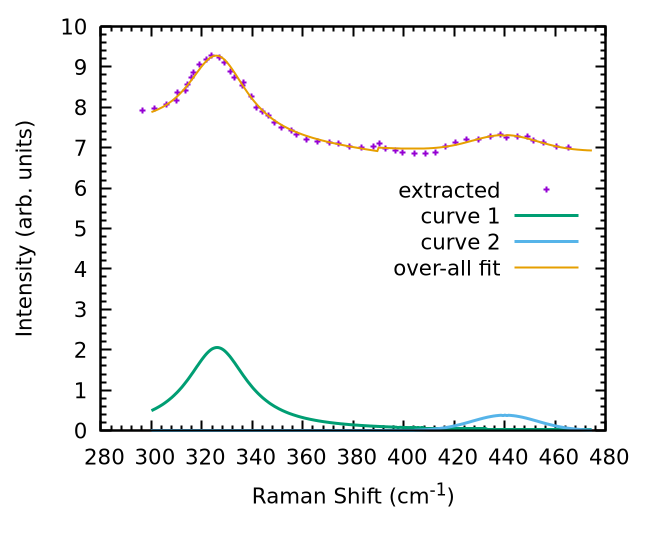 10
9
8
7
6
5
4
3
2
1
0
Intensity (arb. units)
extracted
curve 1
curve 2
over-all fit
280 300 320 340 360 380 400 420 440 460 480
Raman Shift (cm-1)